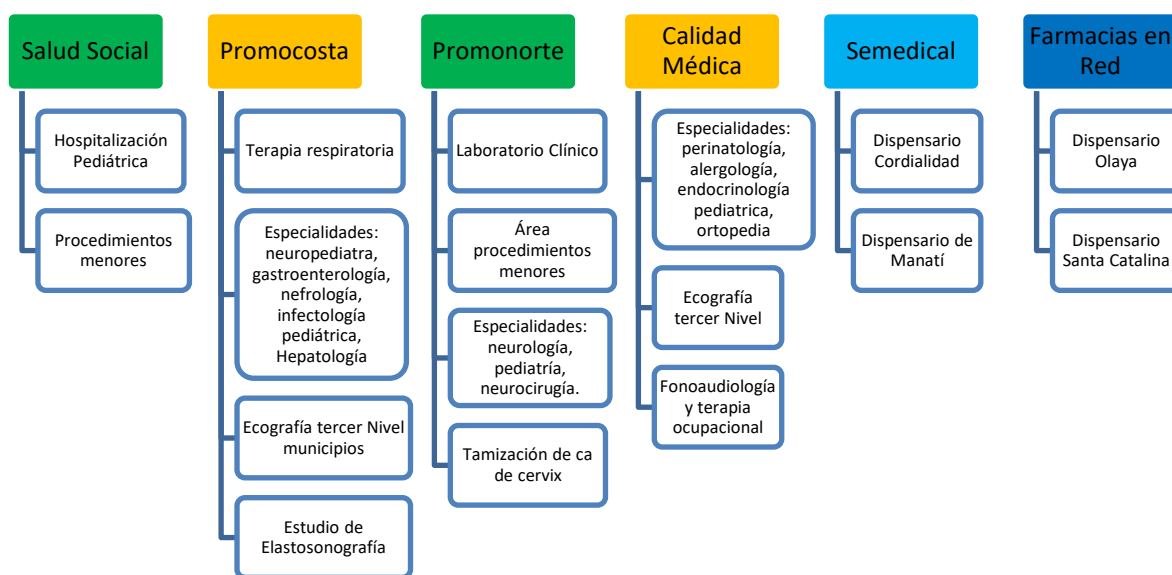 Salud Social
Hospitalización
Pediátrica
Procedimientos
menores
Promocosta
Terapia respiratoria
Especialidades:
neuropediatra,
gastroenterología,
nefrología,
infectología
pediátrica,
Hepatología
Ecografía tercer Nivel
municipios
Estudio de
Elastosonografía
Promonorte
Laboratorio Clínico
Área
procedimientos
menores
Especialidades:
neurología,
pediatría,
neurocirugía.
Tamización de ca
de cervix
Calidad
Médica
Especialidades:
perinatología,
alergología,
endocrinología
pediatrica,
ortopedia
Ecografía
tercer Nivel
Fonoaudiología
y terapia
ocupacional
Semedical
Dispensario
Cordialidad
Dispensario de
Manatí
Farmacias en
Red
Dispensario
Olaya
Dispensario
Santa Catalina